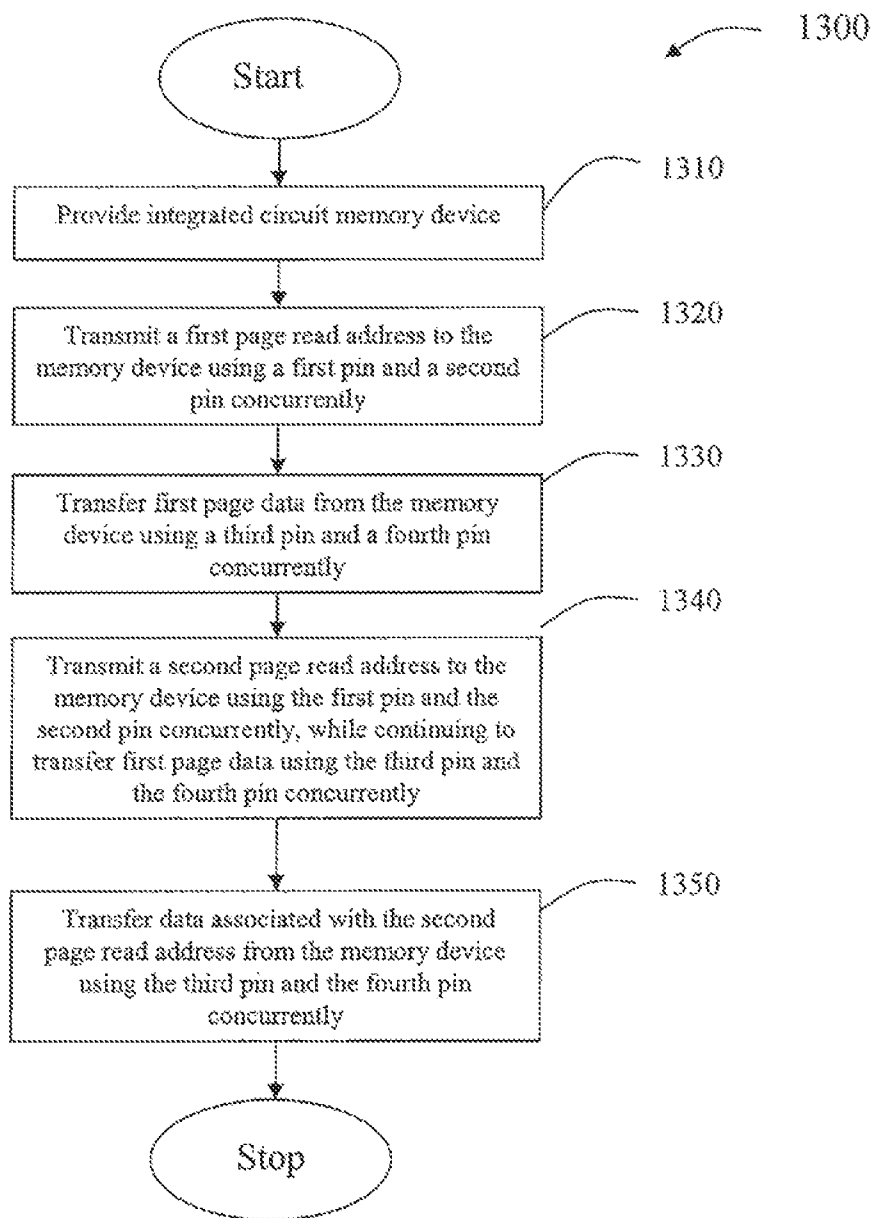 1300
Start
1310
Provide integrated circuit memory device
1320
Transmit a first page read address to the
memory device using a first pin and a second
pin concurrently
1330
Transfer first page data from the memory
device using a third pin and a fourth pin
concurrently
1340
Transmit a second page read address to the
memory device using the first pin and the
second pin concurrently, while continuing to
transfer first page data using the third pin and
the fourth pin concurrently
1350
Transfer data associated with the second
page read address from the memory device
using the third pin and the fourth pin
concurrently
Stop